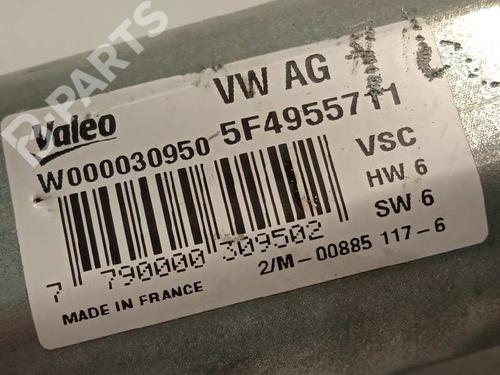 VW AG
Valeo
W000030950 5F4955711
VSC
HW 6
SW 6
7 790000 309502
2/M-00885 117-6
MADE IN FRANCE